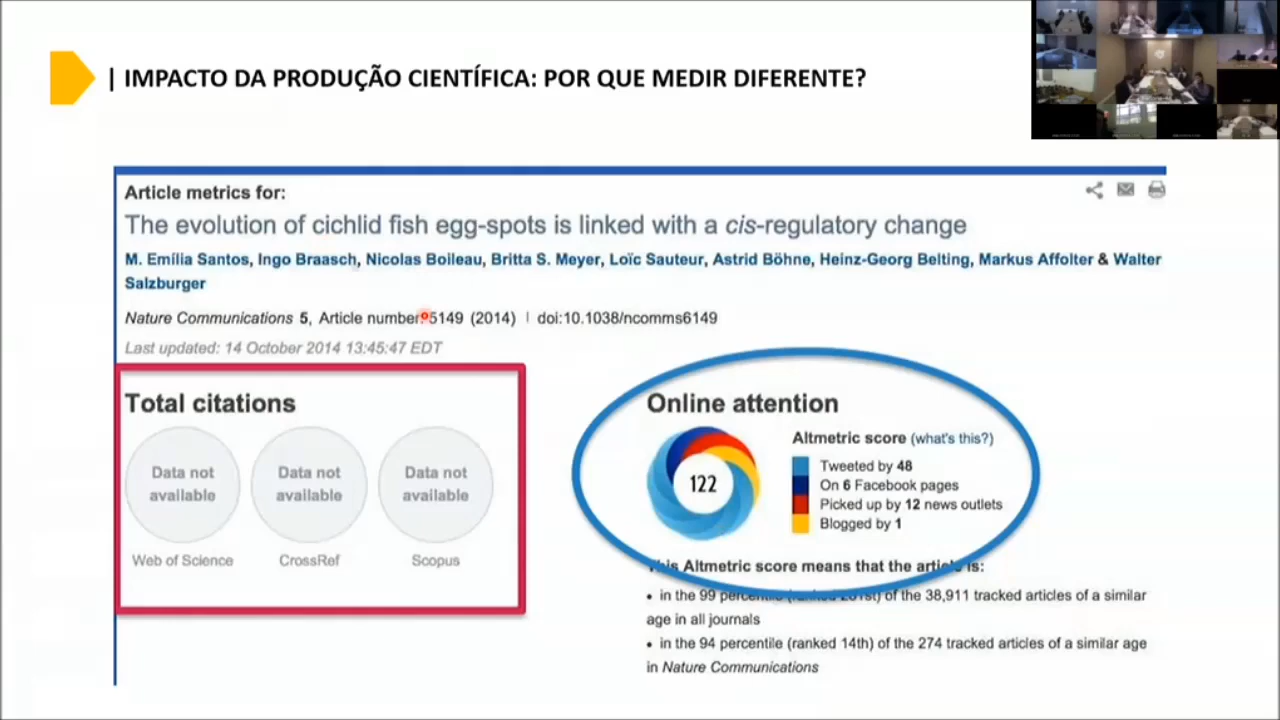 | IMPACTO DA PRODUÇÃO CIENTÍFICA: POR QUE MEDIR DIFERENTE?
Article metrics for:
The evolution of cichlid fish egg-spots is linked with a cis-regulatory change
M. Emília Santos, Ingo Braasch, Nicolas Boileau, Britta S. Meyer, Loïc Sauteur, Astrid Böhne, Heinz-Georg Belting, Markus Affolter & Walter
Salzburger
Nature Communications 5, Article number: 5149 (2014) | doi:10.1038/ncomms6149
Last updated: 14 October 2014 13:45:47 EDT
Total citations
Data not available
Web of Science
Data not available
CrossRef
Data not available
Scopus
Online attention
122
Altmetric score (what's this?)
Tweeted by 48
On 6 Facebook pages
Picked up by 12 news outlets
Blogged by 1
This Altmetric score means that the article is:
• in the 99 percentile (ranked of the 38,911 tracked articles of a similar
age in all journals
• in the 94 percentile (ranked 14th) of the 274 tracked articles of a similar age
in Nature Communications